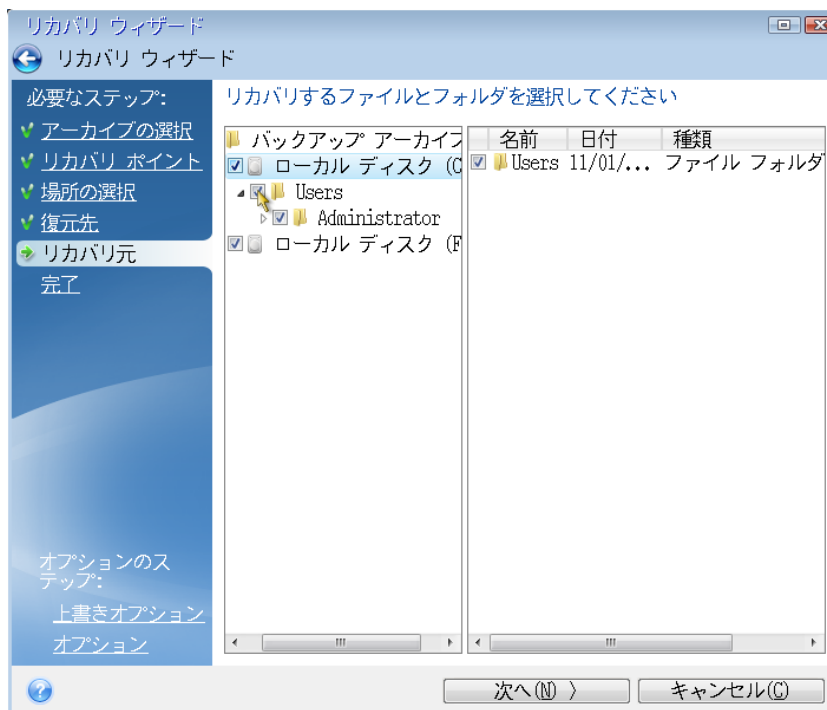 リカバリ ウィザード
リカバリ ウィザード
必要なステップ:
アーカイブの選択
リカバリ ポイント
場所の選択
復元先
リカバリ元
完了
オプションのス
テップ:
上書きオプション
オプション
リカバリするファイルとフォルダを選択してください
バックアップ アーカイブ
ローカル ディスク (C
Users
Administrator
ローカル ディスク (F
名前 日付 種類
Users 11/01/... ファイル フォルダ
次へ(N) 〉 キャンセル(C)